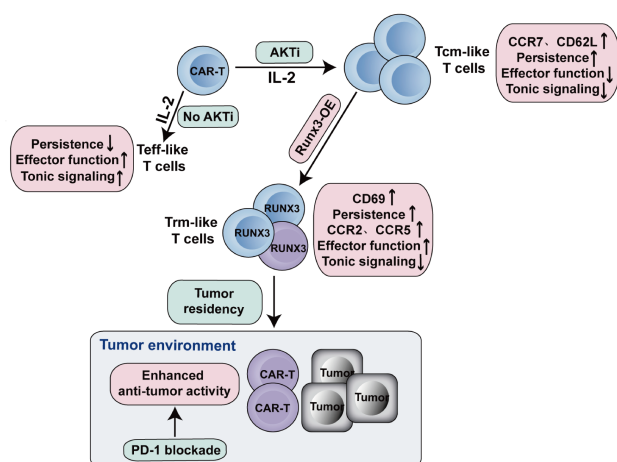 CAR-T
AKTi
IL-2
Tcm-like
T cells
CCR7、CD62L↑
Persistence↑
Effector function↓
Tonic signaling↓
IL-2
No AKTi
Teff-like
T cells
Persistence↓
Effector function↑
Tonic signaling↑
Runx3-OE
Trm-like
T cells
RUNX3
RUNX3
RUNX3
CD69↑
Persistence↑
CCR2、CCR5↑
Effector function↑
Tonic signaling↓
Tumor
residency
Tumor environment
Enhanced
anti-tumor activity
PD-1 blockade
CAR-T
CAR-T
Tumor
Tumor
Tumor